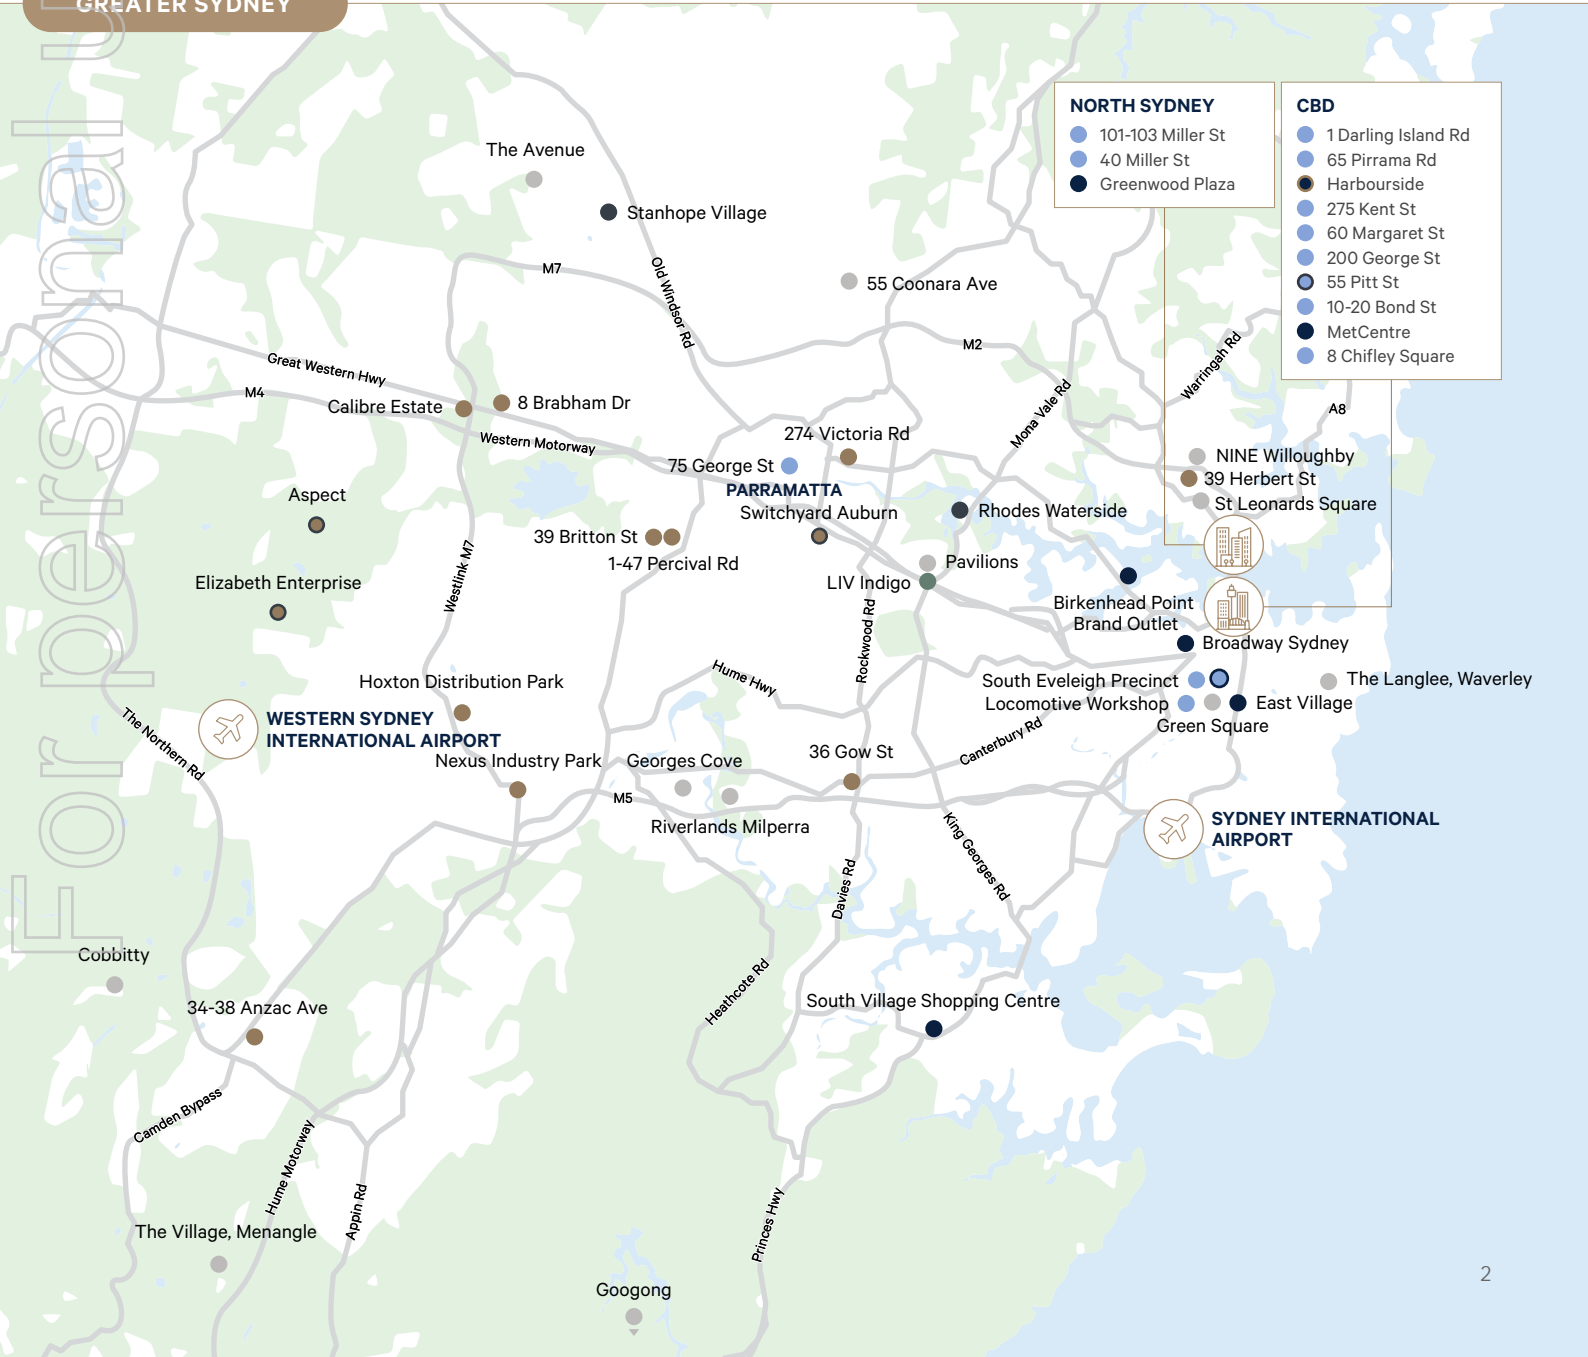 GREATER SYDNEY
For personal u
NORTH SYDNEY
101-103 Miller St
40 Miller St
Greenwood Plaza
CBD
1 Darling Island Rd
65 Pirrama Rd
Harbourside
275 Kent St
60 Margaret St
200 George St
55 Pitt St
10-20 Bond St
MetCentre
8 Chifley Square
The Avenue
Stanhope Village
M7
Old Windsor Rd
55 Coonara Ave
M2
Warringah Rd
Great Western Hwy
M4
Calibre Estate
8 Brabham Dr
Mona Vale Rd
A8
Western Motorway
274 Victoria Rd
75 George St
PARRAMATTA
Switchyard Auburn
NINE Willoughby
39 Herbert St
St Leonards Square
Aspect
Rhodes Waterside
39 Britton St
1-47 Percival Rd
Westlink M7
Pavilions
LIV Indigo
Elizabeth Enterprise
Birkenhead Point
Brand Outlet
Rockwood Rd
Broadway Sydney
Hume Hwy
Hoxton Distribution Park
South Eveleigh Precinct
The Langlee, Waverley
Locomotive Workshop
East Village
Green Square
The Northern Rd
WESTERN SYDNEY
INTERNATIONAL AIRPORT
Canterbury Rd
Nexus Industry Park
Georges Cove
36 Gow St
M5
Riverlands Milperra
SYDNEY INTERNATIONAL
AIRPORT
King Georges Rd
Davies Rd
Cobbitty
Heathcote Rd
34-38 Anzac Ave
South Village Shopping Centre
Camden Bypass
Hume Motorway
Appin Rd
Princes Hwy
The Village, Menangle
Googong
2